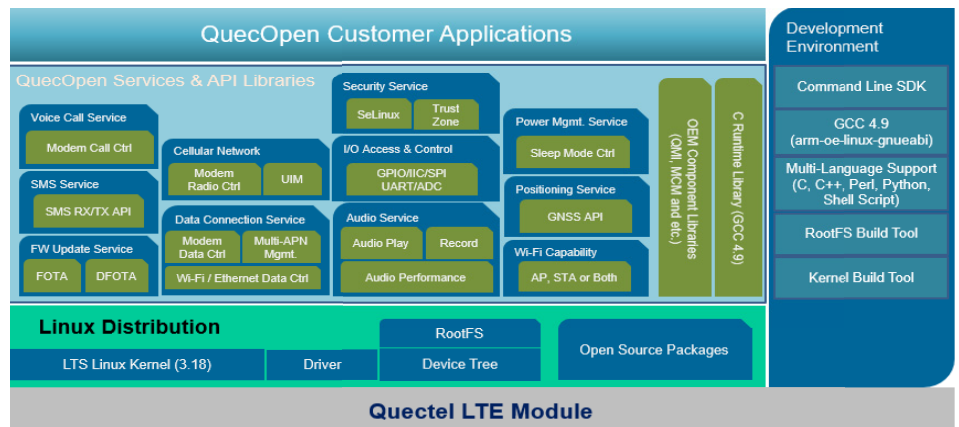 QuecOpen Customer Applications
QuecOpen Services & API Libraries
Voice Call Service
Modem Call Ctrl
SMS Service
SMS RX/TX API
FW Update Service
FOTA
DFOTA
Cellular Network
Modem
Radio Ctrl
UIM
Data Connection Service
Modem
Data Ctrl
Multi-APN
Mgmt.
Wi-Fi / Ethernet Data Ctrl
Security Service
SeLinux
Trust
Zone
I/O Access & Control
GPIO/IIC/SPI
UART/ADC
Audio Service
Audio Play
Record
Audio Performance
Power Mgmt. Service
Sleep Mode Ctrl
Positioning Service
GNSS API
Wi-Fi Capability
AP, STA or Both
OEM Component Libraries
(QMI, MCM and etc.)
C Runtime Library (GCC 4.9)
Linux Distribution
LTS Linux Kernel (3.18)
Driver
RootFS
Device Tree
Open Source Packages
Development
Environment
Command Line SDK
GCC 4.9
(arm-oe-linux-gnueabi)
Multi-Language Support
(C, C++, Perl, Python,
Shell Script)
RootFS Build Tool
Kernel Build Tool
Quectel LTE Module